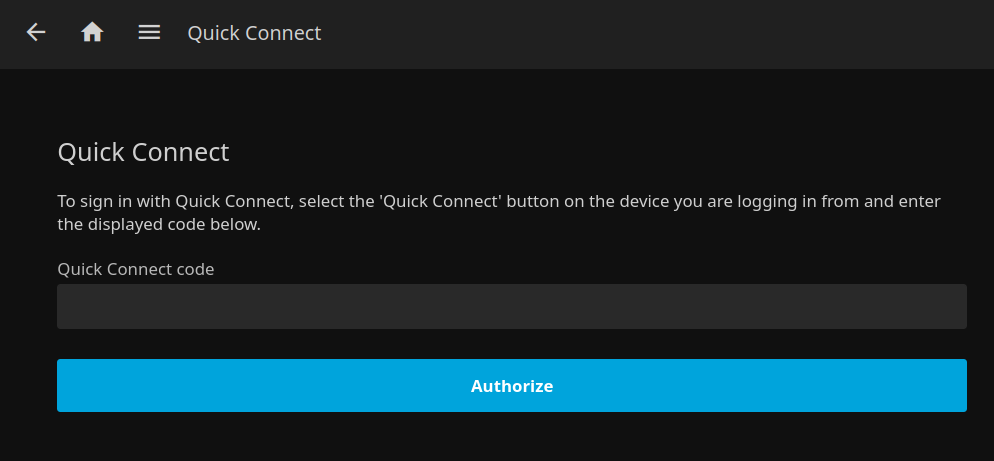 Quick Connect
Quick Connect
To sign in with Quick Connect, select the 'Quick Connect' button on the device you are logging in from and enter
the displayed code below.
Quick Connect code
Authorize